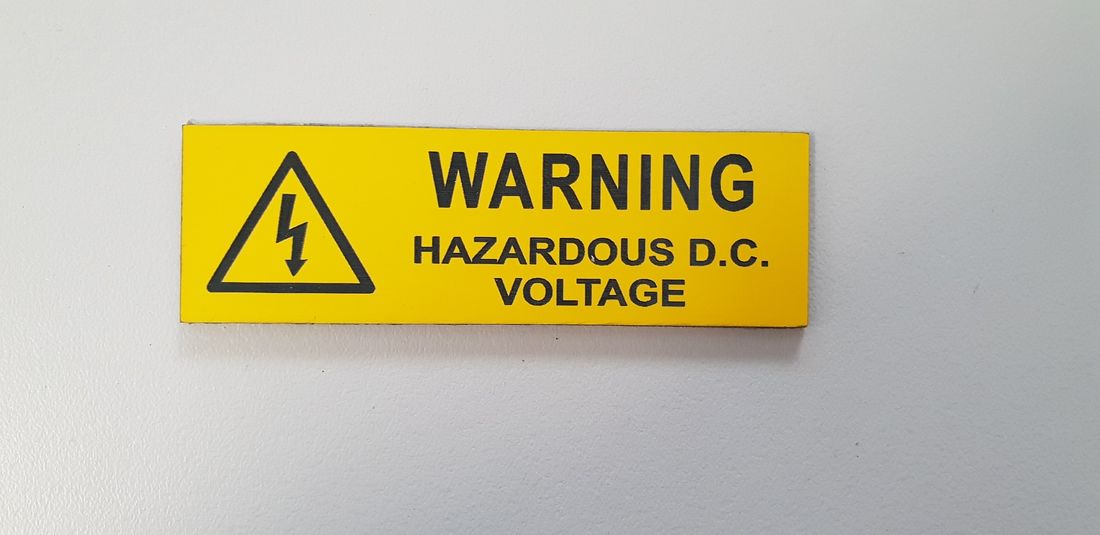 WARNING
HAZARDOUS D.C.
VOLTAGE